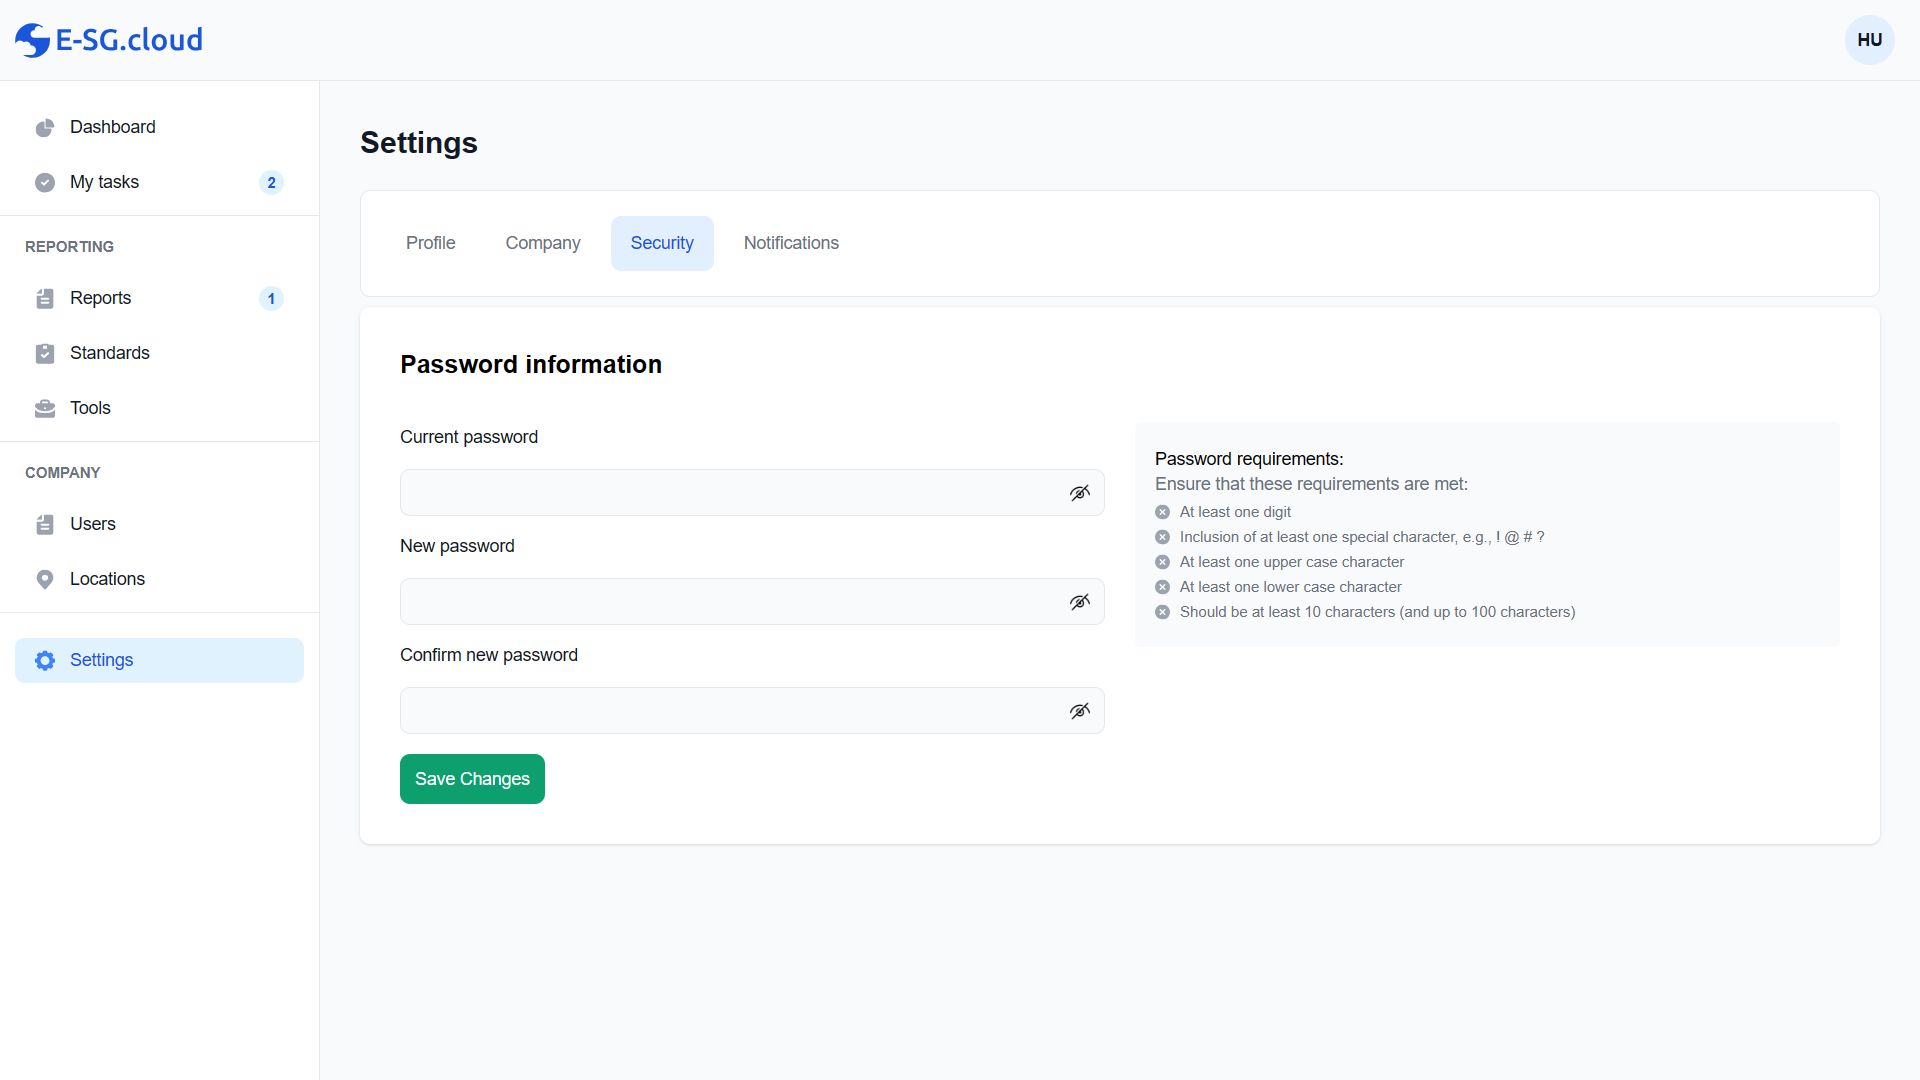 E-SG.cloud
HU
Dashboard
My tasks
2
REPORTING
Reports
1
Standards
Tools
COMPANY
Users
Locations
Settings
Settings
Profile
Company
Security
Notifications
Password information
Current password
New password
Confirm new password
Save Changes
Password requirements:
Ensure that these requirements are met:
At least one digit
Inclusion of at least one special character, e.g., ! @ # ?
At least one upper case character
At least one lower case character
Should be at least 10 characters (and up to 100 characters)